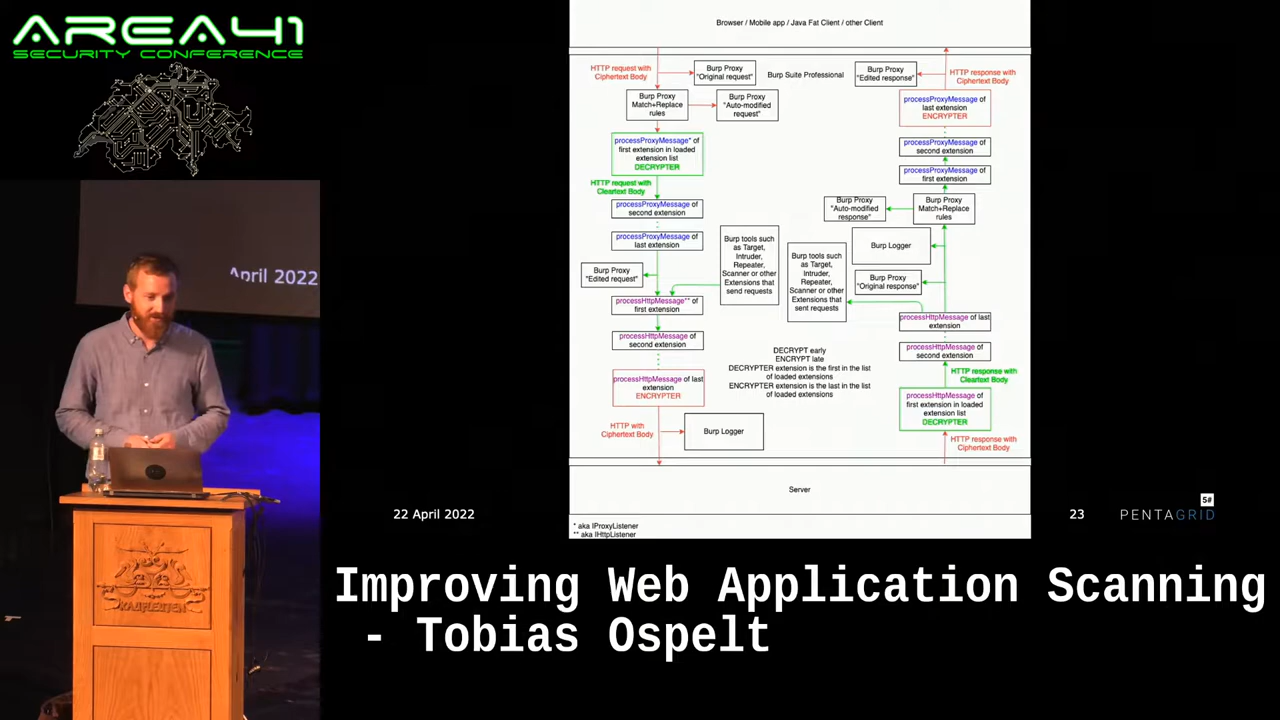 AREA41
SECURITY CONFERENCE
April 2022
KAUFLEUTEN
Browser / Mobile app / Java Fat Client / other Client
HTTP request with
Ciphertext Body
Burp Proxy
"Original request"
Burp Suite Professional
Burp Proxy
"Edited response"
HTTP response with
Ciphertext Body
Burp Proxy
Match+Replace
rules
Burp Proxy
"Auto-modified
request"
processProxyMessage of
last extension
ENCRYPTER
processProxyMessage* of
first extension in loaded
extension list
DECRYPTER
processProxyMessage of
second extension
HTTP request with
Cleartext Body
processProxyMessage of
first extension
processProxyMessage of
second extension
Burp Proxy
"Auto-modified
response"
Burp Proxy
Match+Replace
rules
processProxyMessage of
last extension
Burp tools such
as Target,
Intruder,
Repeater,
Scanner or other
Extensions that
send requests
Burp tools such
as Target,
Intruder,
Repeater,
Scanner or other
Extensions that
sent requests
Burp Logger
Burp Proxy
"Edited request"
Burp Proxy
"Original response"
processHttpMessage** of
first extension
processHttpMessage of last
extension
processHttpMessage of
second extension
processHttpMessage of
second extension
DECRYPT early
ENCRYPT late
DECRYPTER extension is the first in the list
of loaded extensions
ENCRYPTER extension is the last in the list
of loaded extensions
HTTP response with
Cleartext Body
processHttpMessage of last
extension
ENCRYPTER
processHttpMessage of
first extension in loaded
extension list
DECRYPTER
HTTP with
Ciphertext Body
Burp Logger
HTTP response with
Ciphertext Body
Server
* aka IProxyListener
** aka IHttpListener
22 April 2022
23
5#
PENTAGRID
Improving Web Application Scanning
- Tobias Ospelt